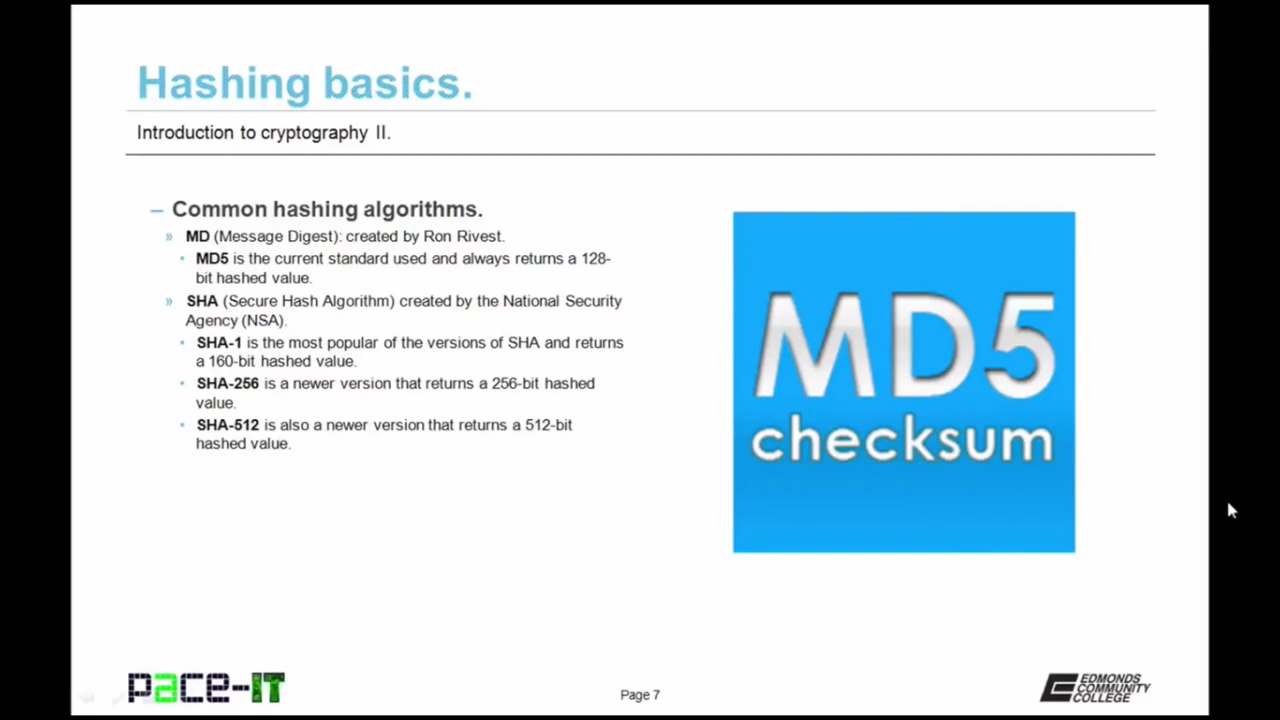 Hashing basics.
Introduction to cryptography II.
– Common hashing algorithms.
» MD (Message Digest): created by Ron Rivest.
• MD5 is the current standard used and always returns a 128-
bit hashed value.
» SHA (Secure Hash Algorithm) created by the National Security
Agency (NSA).
• SHA-1 is the most popular of the versions of SHA and returns
a 160-bit hashed value.
• SHA-256 is a newer version that returns a 256-bit hashed
value.
• SHA-512 is also a newer version that returns a 512-bit
hashed value.
MD5
checksum
pace-IT
Page 7
EDMONDS
COMMUNITY
COLLEGE